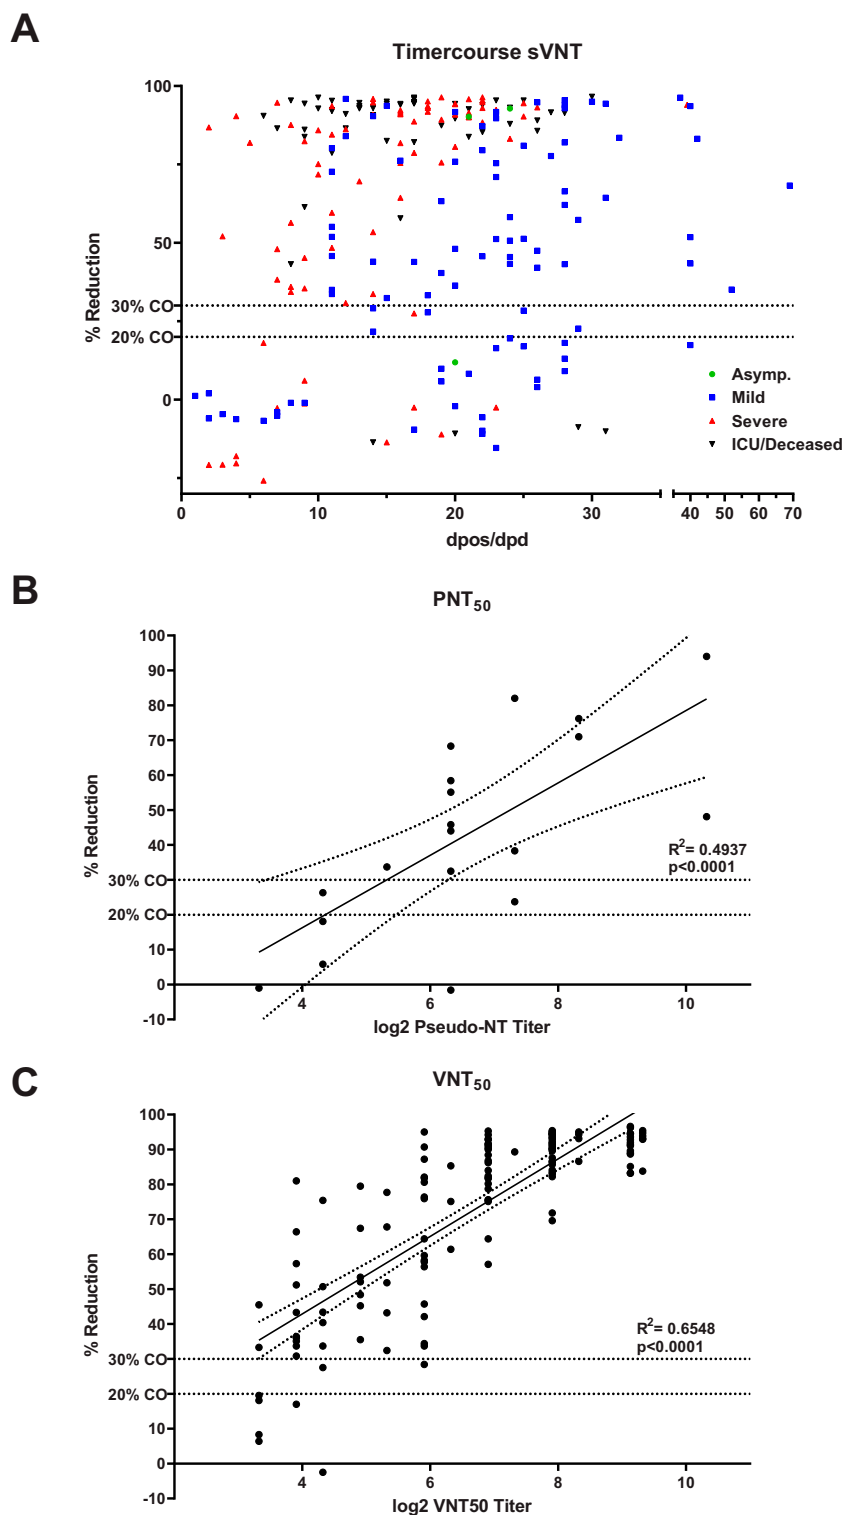 A
Timercourse sVNT
100
50
30% CO
20% CO
0
% Reduction
Asymp.
Mild
Severe
ICU/Deceased
0 10 20 30 40 50 60 70
dpos/dpd
B
PNT50
100
90
80
70
60
50
40
30% CO
20% CO
10
0
-10
% Reduction
R2= 0.4937
p<0.0001
4 6 8 10
log2 Pseudo-NT Titer
C
VNT50
100
90
80
70
60
50
40
30% CO
20% CO
10
0
-10
% Reduction
R2= 0.6548
p<0.0001
4 6 8 10
log2 VNT50 Titer